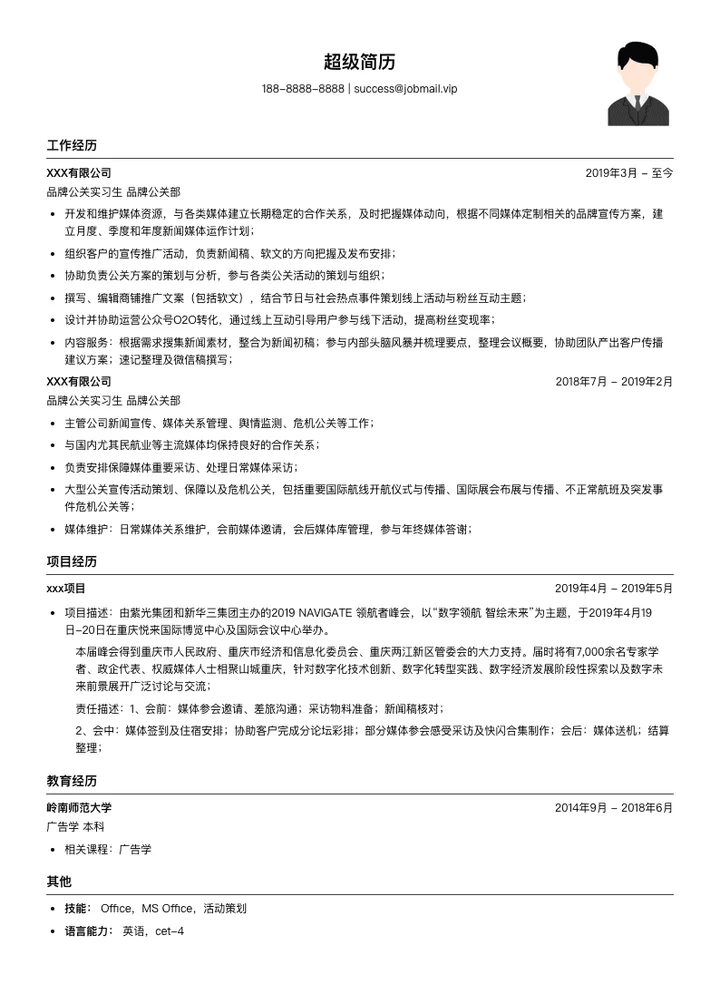 超级简历
188-8888-8888 | success@jobmail.vip
工作经历
XXX有限公司 2019年3月 - 至今
品牌公关实习生 品牌公关部
• 开发和维护媒体资源，与各类媒体建立长期稳定的合作关系，及时把握媒体动向，根据不同媒体定制相关的品牌宣传方案，建
立月度、季度和年度新闻媒体运作计划；
• 组织客户的宣传推广活动，负责新闻稿、软文的方向把握及发布安排；
• 协助负责公关方案的策划与分析，参与各类公关活动的策划与组织；
• 撰写、编辑商铺推广文案（包括软文），结合节日与社会热点事件策划线上活动与粉丝互动主题；
• 设计并协助运营公众号O2O转化，通过线上互动引导用户参与线下活动，提高粉丝变现率；
• 内容服务：根据需求搜集新闻素材，整合为新闻初稿；参与内部头脑风暴并梳理要点，整理会议概要，协助团队产出客户传播
建议方案；速记整理及微信稿撰写；
XXX有限公司 2018年7月 - 2019年2月
品牌公关实习生 品牌公关部
• 主管公司新闻宣传、媒体关系管理、舆情监测、危机公关等工作；
• 与国内尤其民航业等主流媒体均保持良好的合作关系；
• 负责安排保障媒体重要采访、处理日常媒体采访；
• 大型公关宣传活动策划、保障以及危机公关，包括重要国际航线开航仪式与传播、国际展会布展与传播、不正常航班及突发事
件危机公关等；
• 媒体维护：日常媒体关系维护，会前媒体邀请，会后媒体库管理，参与年终媒体答谢；
项目经历
xxx项目 2019年4月 - 2019年5月
• 项目描述：由紫光集团和新华三集团主办的2019 NAVIGATE 领航者峰会，以“数字领航 智绘未来”为主题，于2019年4月19
日-20日在重庆悦来国际博览中心及国际会议中心举办。
本届峰会得到重庆市人民政府、重庆市经济和信息化委员会、重庆两江新区管委会的大力支持。届时将有7,000余名专家学
者、政企代表、权威媒体人士相聚山城重庆，针对数字化技术创新、数字化转型实践、数字经济发展阶段性探索以及数字未
来前景展开广泛讨论与交流；
责任描述：1、会前：媒体参会邀请、差旅沟通；采访物料准备；新闻稿核对；
2、会中：媒体签到及住宿安排；协助客户完成分论坛彩排；部分媒体参会感受采访及快闪合集制作；会后：媒体送机；结算
整理；
教育经历
岭南师范大学 2014年9月 - 2018年6月
广告学 本科
• 相关课程：广告学
其他
• 技能： Office，MS Office，活动策划
• 语言能力： 英语，cet-4